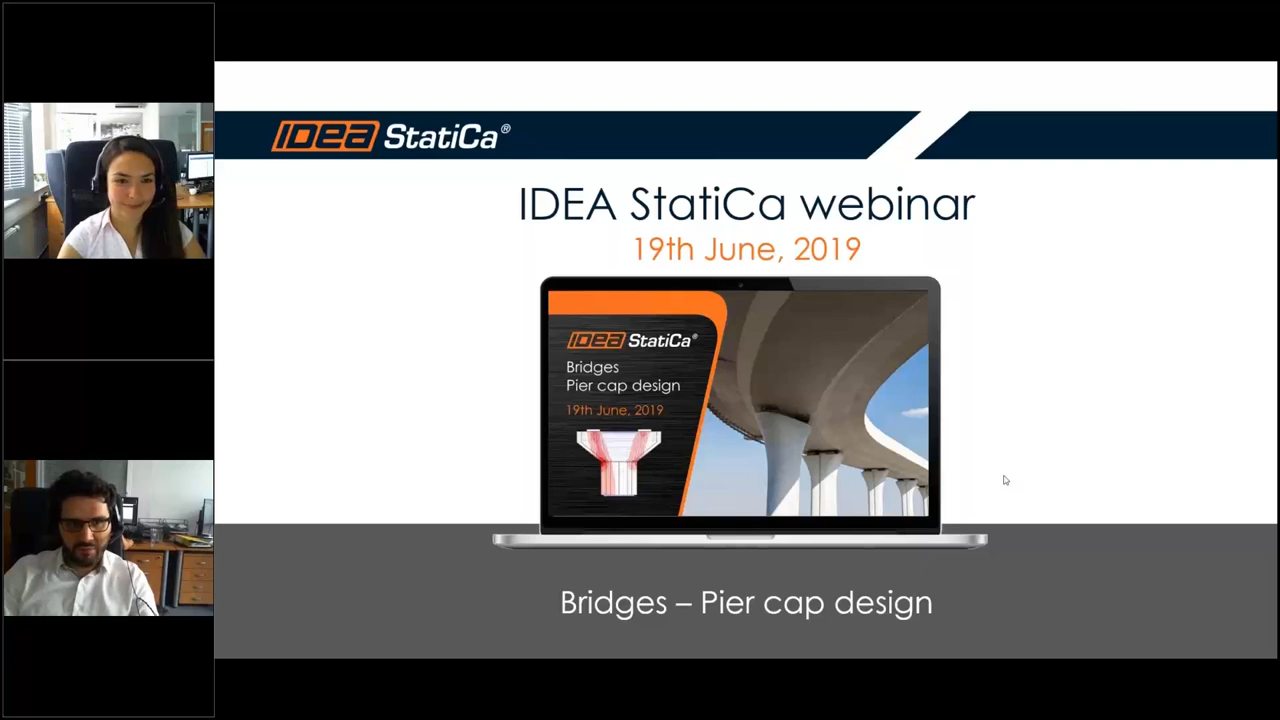 IDEA StatiCa®
IDEA StatiCa webinar
19th June, 2019
IDEA StatiCa®
Bridges
Pier cap design
19th June, 2019
Bridges – Pier cap design